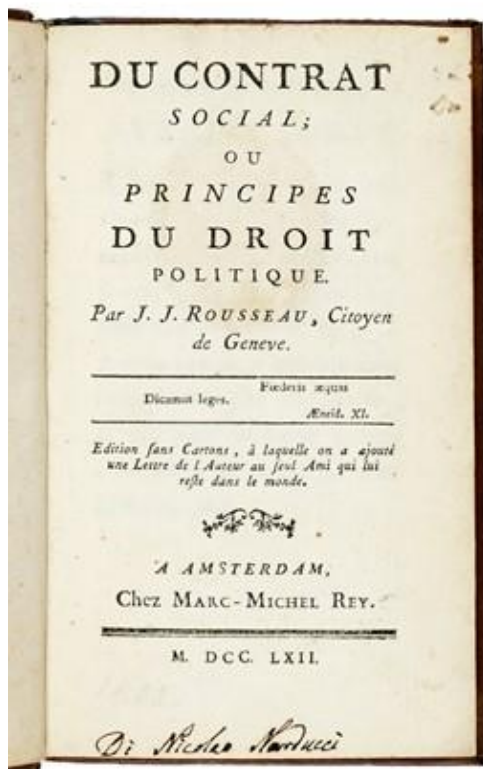 DU CONTRAT
SOCIAL;
OU
PRINCIPES
DU DROIT
POLITIQUE.
Par J. J. ROUSSEAU, Citoyen
de Geneve.
Fœderis æquas
Dicamus leges.
Æneid. XI.
Edition ſans Cartons, à laquelle on a ajouté
une Lettre de l'Auteur au ſeul Ami qui lui
reſte dans le monde.
A AMSTERDAM,
Chez MARC-MICHEL REY.
M. DCC. LXII.
Di Nicolao Narducci